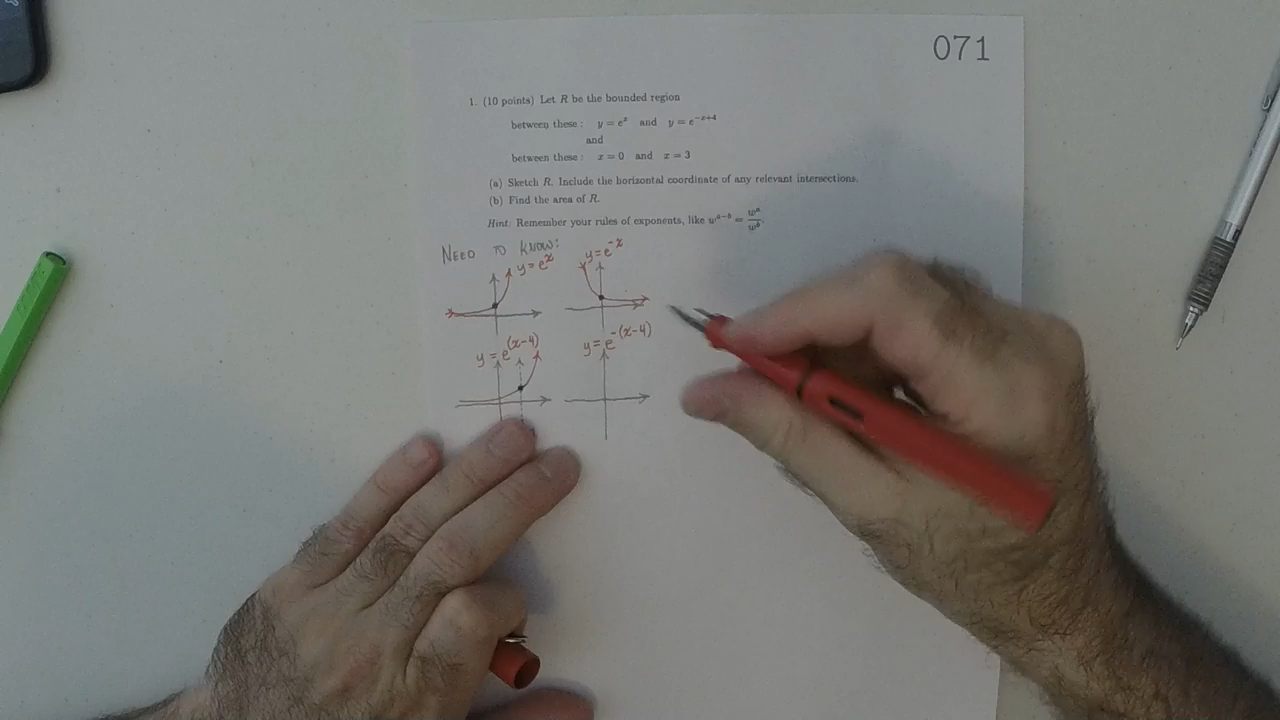 071
1. (10 points) Let R be the bounded region
between these : y = e^x and y = e^{-x+4}
and
between these : x = 0 and x = 3
(a) Sketch R. Include the horizontal coordinate of any relevant intersections.
(b) Find the area of R.
Hint: Remember your rules of exponents, like w^{a-b} = w^a/w^b.
NEED TO KNOW:
y=e^x y=e^{-x}
y=e^{(x-4)} y=e^{-(x-4)}